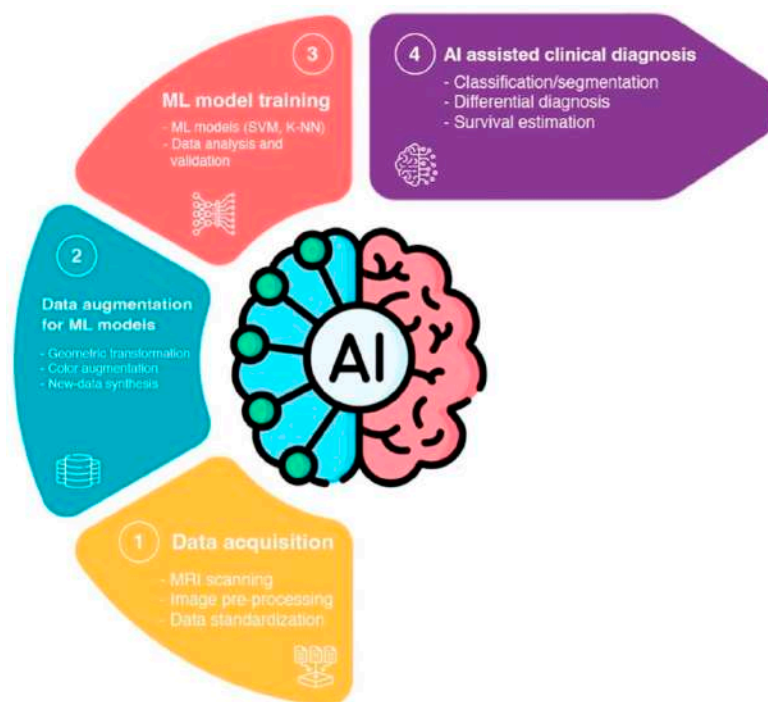 3
ML model training
- ML models (SVM, K-NN)
- Data analysis and
validation
4
AI assisted clinical diagnosis
- Classification/segmentation
- Differential diagnosis
- Survival estimation
2
Data augmentation
for ML models
- Geometric transformation
- Color augmentation
- New-data synthesis
AI
1
Data acquisition
- MRI scanning
- Image pre-processing
- Data standardization